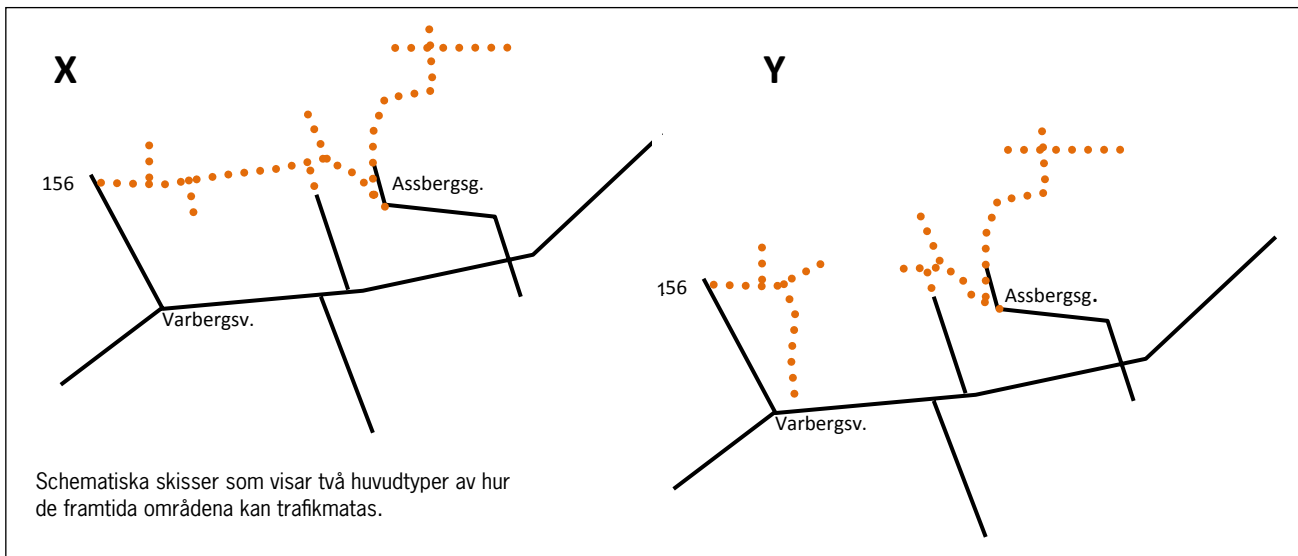 X
Y
156
Assbergsg.
Varbergsv.
156
Assbergsg.
Varbergsv.
Schematiska skisser som visar två huvudtyper av hur
de framtida områdena kan trafikmatas.